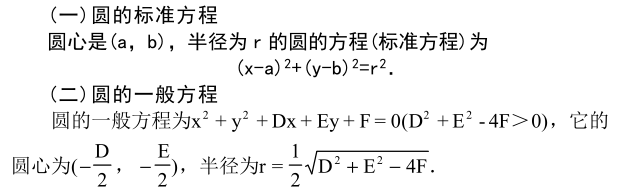 (一)圆的标准方程
圆心是(a，b)，半径为 r 的圆的方程(标准方程)为
(x-a)²+(y-b)²=r².
(二)圆的一般方程
圆的一般方程为x² + y² + Dx + Ey + F = 0(D² + E² - 4F＞0)，它的
圆心为(-D/2，-E/2)，半径为r = 1/2√(D² + E² - 4F).